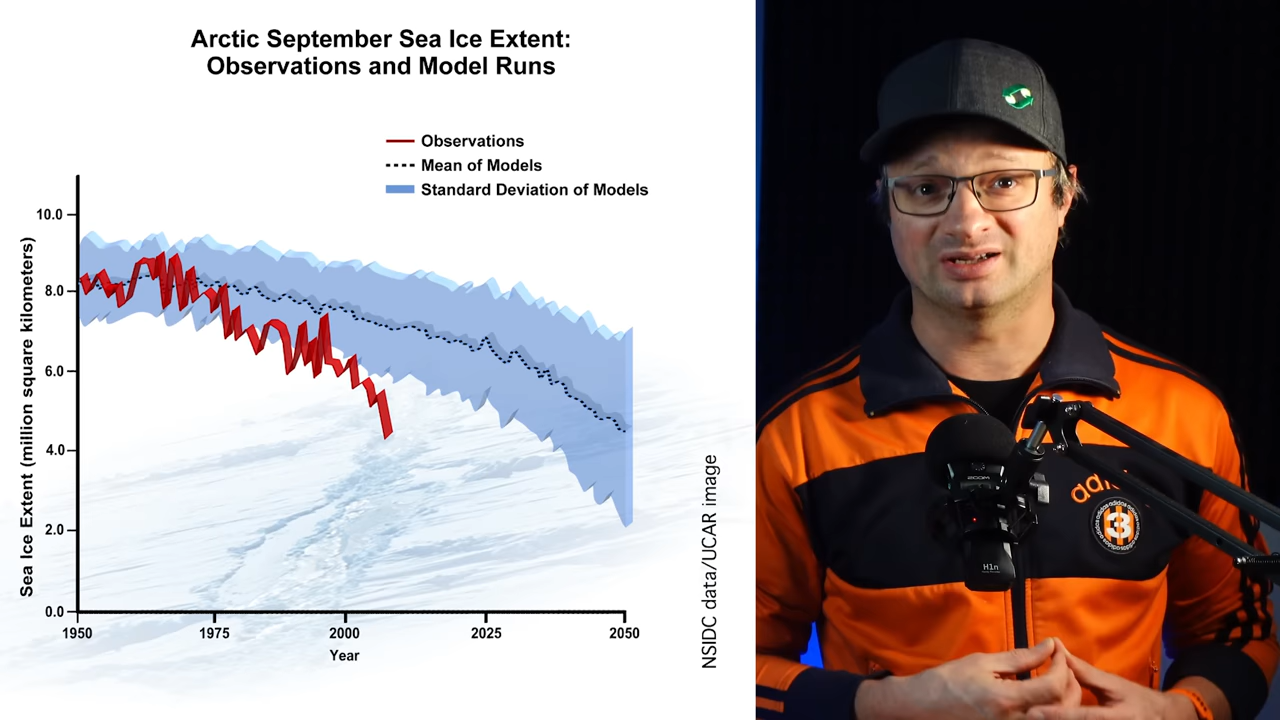 Arctic September Sea Ice Extent:
Observations and Model Runs
Observations
Mean of Models
Standard Deviation of Models
Sea Ice Extent (million square kilometers)
10.0
8.0
6.0
4.0
2.0
0.0
1950
1975
2000
2025
2050
Year
NSIDC data/UCAR image
ZOOM
H1n
3